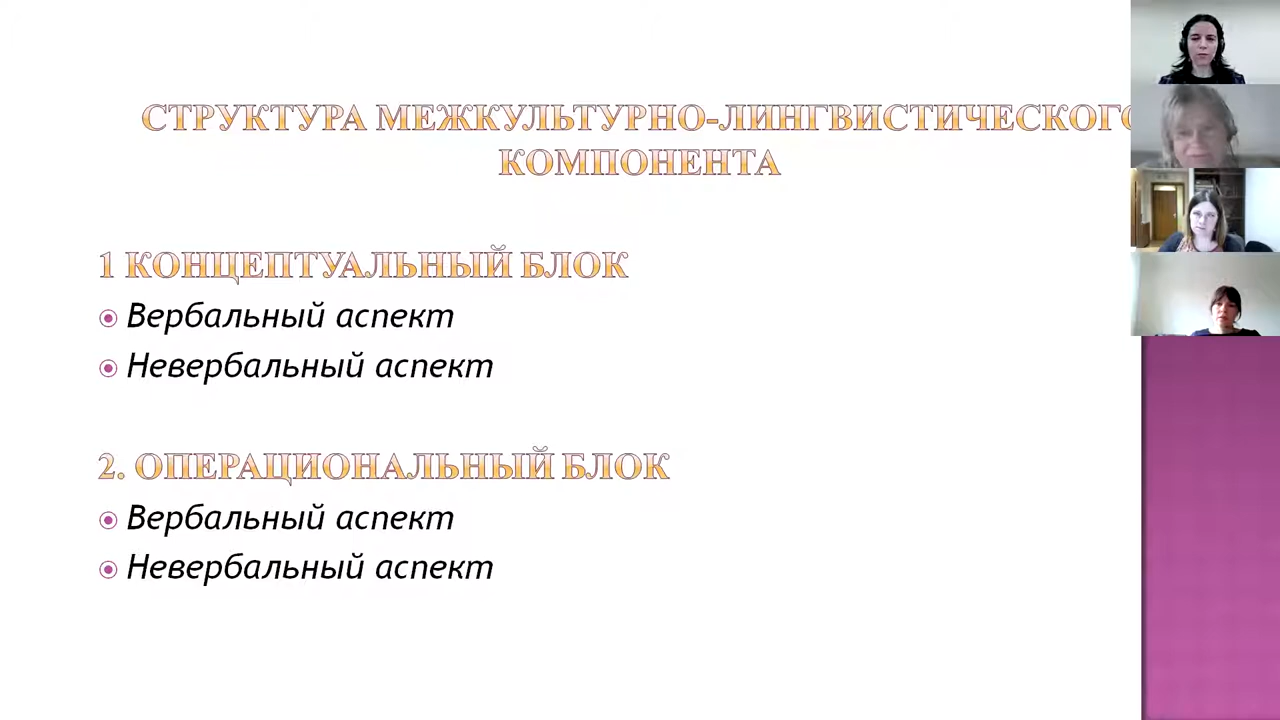 СТРУКТУРА МЕЖКУЛЬТУРНО-ЛИНГВИСТИЧЕСКОГО
КОМПОНЕНТА
1 КОНЦЕПТУАЛЬНЫЙ БЛОК
Вербальный аспект
Невербальный аспект
2. ОПЕРАЦИОНАЛЬНЫЙ БЛОК
Вербальный аспект
Невербальный аспект